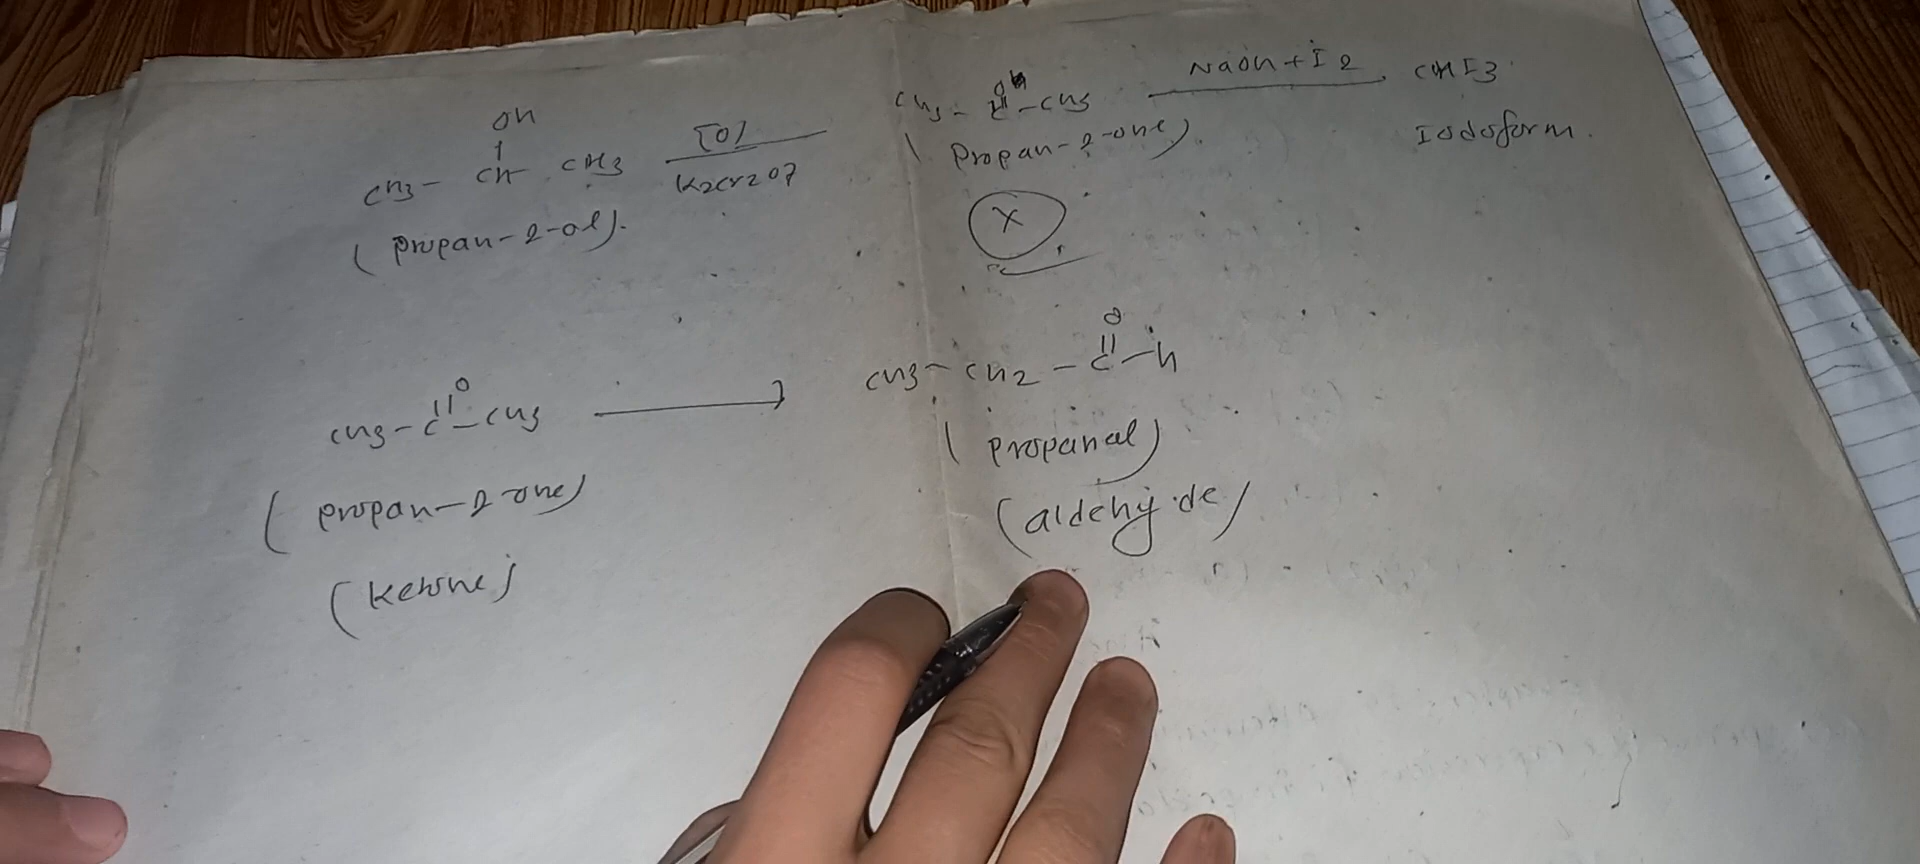 OH
CH3 - CH - CH3 [O] K2Cr2O7
(Propan-2-ol).
O
CH3 - C - CH3 NaOH + I2 CHI3
(Propan-2-one). Iodoform.
X
O
CH3 - C - CH3
(propan-2-one)
(Ketone)
O
CH3 - CH2 - C - H
(propanal)
(aldehyde)